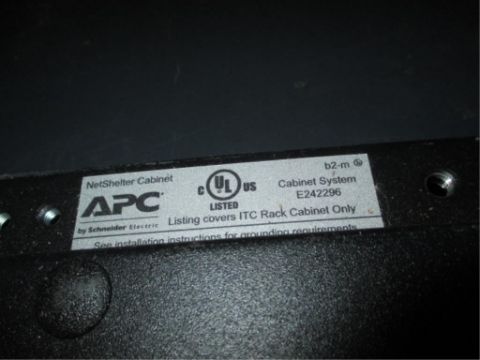 NetShelter Cabinet
APC
by Schneider Electric
C UL US
LISTED
b2-m
Cabinet System
E242296
Listing covers ITC Rack Cabinet Only
See installation instructions for grounding requirements